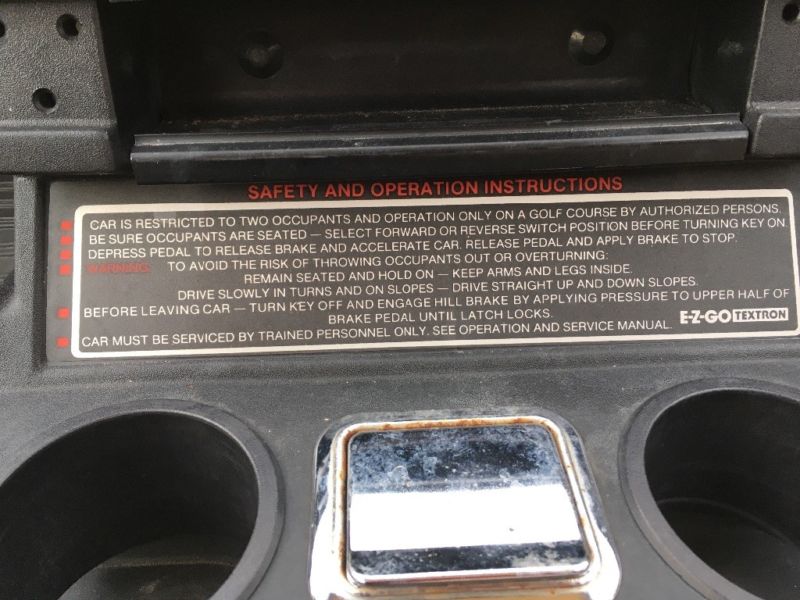 SAFETY AND OPERATION INSTRUCTIONS
CAR IS RESTRICTED TO TWO OCCUPANTS AND OPERATION ONLY ON A GOLF COURSE BY AUTHORIZED PERSONS.
BE SURE OCCUPANTS ARE SEATED — SELECT FORWARD OR REVERSE SWITCH POSITION BEFORE TURNING KEY ON.
DEPRESS PEDAL TO RELEASE BRAKE AND ACCELERATE CAR. RELEASE PEDAL AND APPLY BRAKE TO STOP.
WARNING: TO AVOID THE RISK OF THROWING OCCUPANTS OUT OR OVERTURNING:
REMAIN SEATED AND HOLD ON — KEEP ARMS AND LEGS INSIDE.
DRIVE SLOWLY IN TURNS AND ON SLOPES — DRIVE STRAIGHT UP AND DOWN SLOPES.
BEFORE LEAVING CAR — TURN KEY OFF AND ENGAGE HILL BRAKE BY APPLYING PRESSURE TO UPPER HALF OF
BRAKE PEDAL UNTIL LATCH LOCKS.
CAR MUST BE SERVICED BY TRAINED PERSONNEL ONLY. SEE OPERATION AND SERVICE MANUAL. E-Z-GO TEXTRON